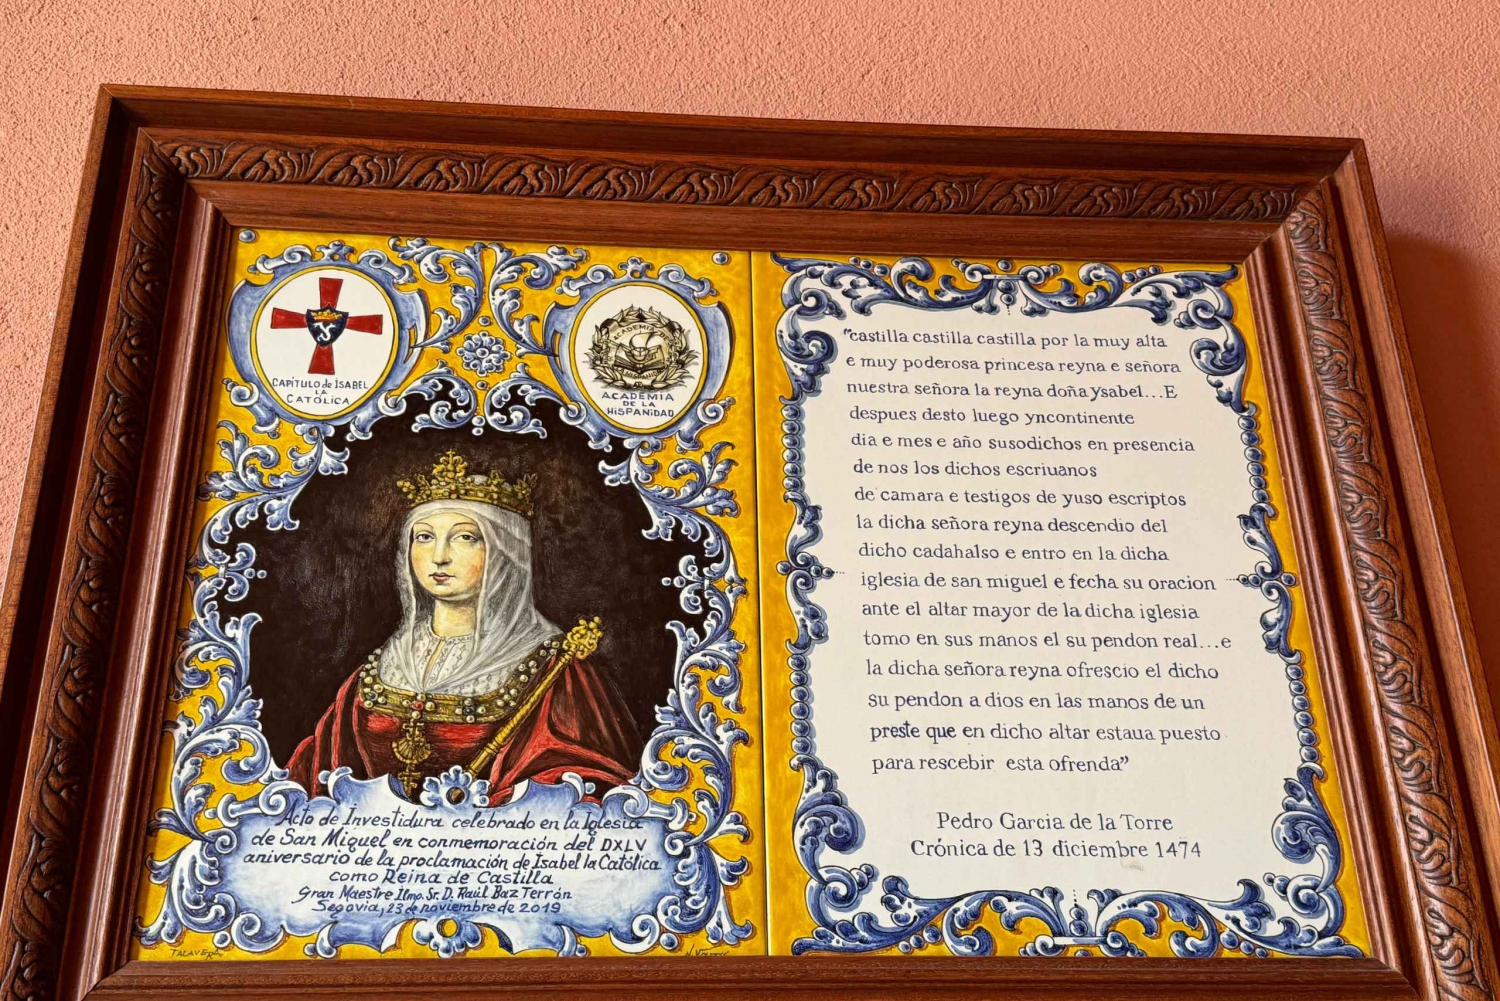 CAPÍTULO de ISABEL
LA
CATÓLICA
ACADEMIA
HISPANIDAD
ACADEMIA
DE LA
HISPANIDAD
Acto de Investidura celebrado en la Iglesia
de San Miguel en conmemoración del DXLV
aniversario de la proclamación de Isabel la Católica
como Reina de Castilla
Gran Maestre Ilmo. Sr. D. Raúl Baz Terrón
Segovia, 23 de noviembre de 2019
TALAVERA
"castilla castilla castilla por la muy alta
e muy poderosa princesa reyna e señora
nuestra señora la reyna doña ysabel...E
despues desto luego yncontinente
dia e mes e año susodichos en presencia
de nos los dichos escriuanos
de camara e testigos de yuso escriptos
la dicha señora reyna descendio del
dicho cadahalso e entro en la dicha
iglesia de san miguel e fecha su oracion
ante el altar mayor de la dicha iglesia
tomo en sus manos el su pendon real...e
la dicha señora reyna ofrescio el dicho
su pendon a dios en las manos de un
preste que en dicho altar estaua puesto
para rescebir esta ofrenda"
Pedro Garcia de la Torre
Crónica de 13 diciembre 1474